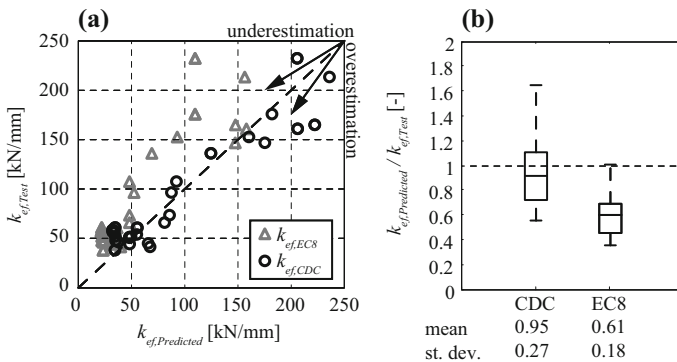 (a)
underestimation
overestimation
250
200
150
100
50
0
k_ef,Test [kN/mm]
k_ef,EC8
k_ef,CDC
0 50 100 150 200 250
k_ef,Predicted [kN/mm]
(b)
2
1.8
1.6
1.4
1.2
1
0.8
0.6
0.4
0.2
0
k_ef,Predicted / k_ef,Test [-]
CDC EC8
mean 0.95 0.61
st. dev. 0.27 0.18